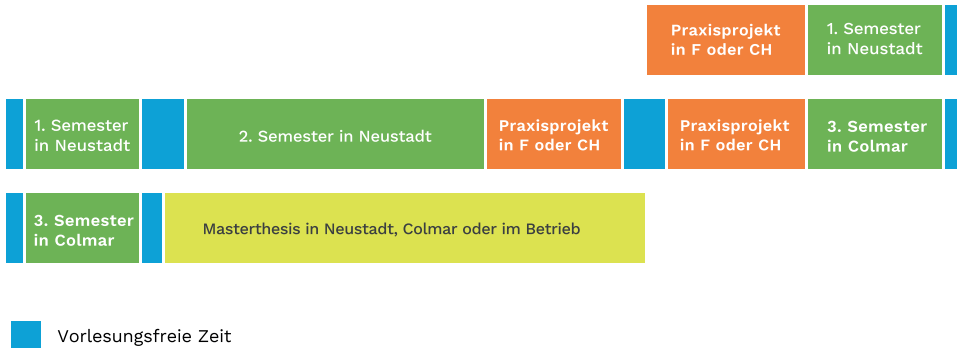 Praxisprojekt
in F oder CH
1. Semester
in Neustadt
1. Semester
in Neustadt
2. Semester in Neustadt
Praxisprojekt
in F oder CH
Praxisprojekt
in F oder CH
3. Semester
in Colmar
3. Semester
in Colmar
Masterthesis in Neustadt, Colmar oder im Betrieb
Vorlesungsfreie Zeit